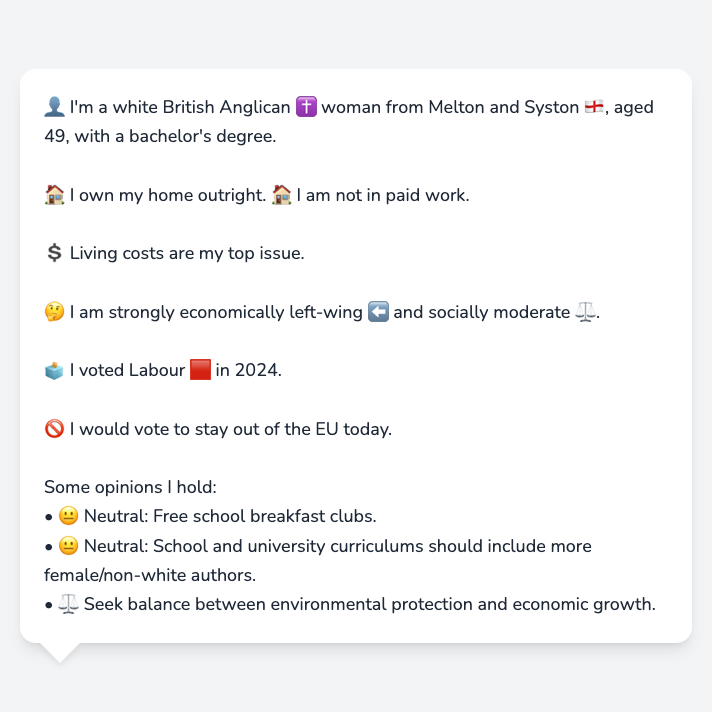 👤 I'm a white British Anglican ✝️ woman from Melton and Syston 🏴󠁧󠁢󠁥󠁮󠁧󠁿, aged
49, with a bachelor's degree.
🏠 I own my home outright. 🏠 I am not in paid work.
💲 Living costs are my top issue.
🤔 I am strongly economically left-wing ⬅️ and socially moderate ⚖️.
🗳️ I voted Labour 🟥 in 2024.
🚫 I would vote to stay out of the EU today.
Some opinions I hold:
• 😐 Neutral: Free school breakfast clubs.
• 😐 Neutral: School and university curriculums should include more
female/non-white authors.
• ⚖️ Seek balance between environmental protection and economic growth.